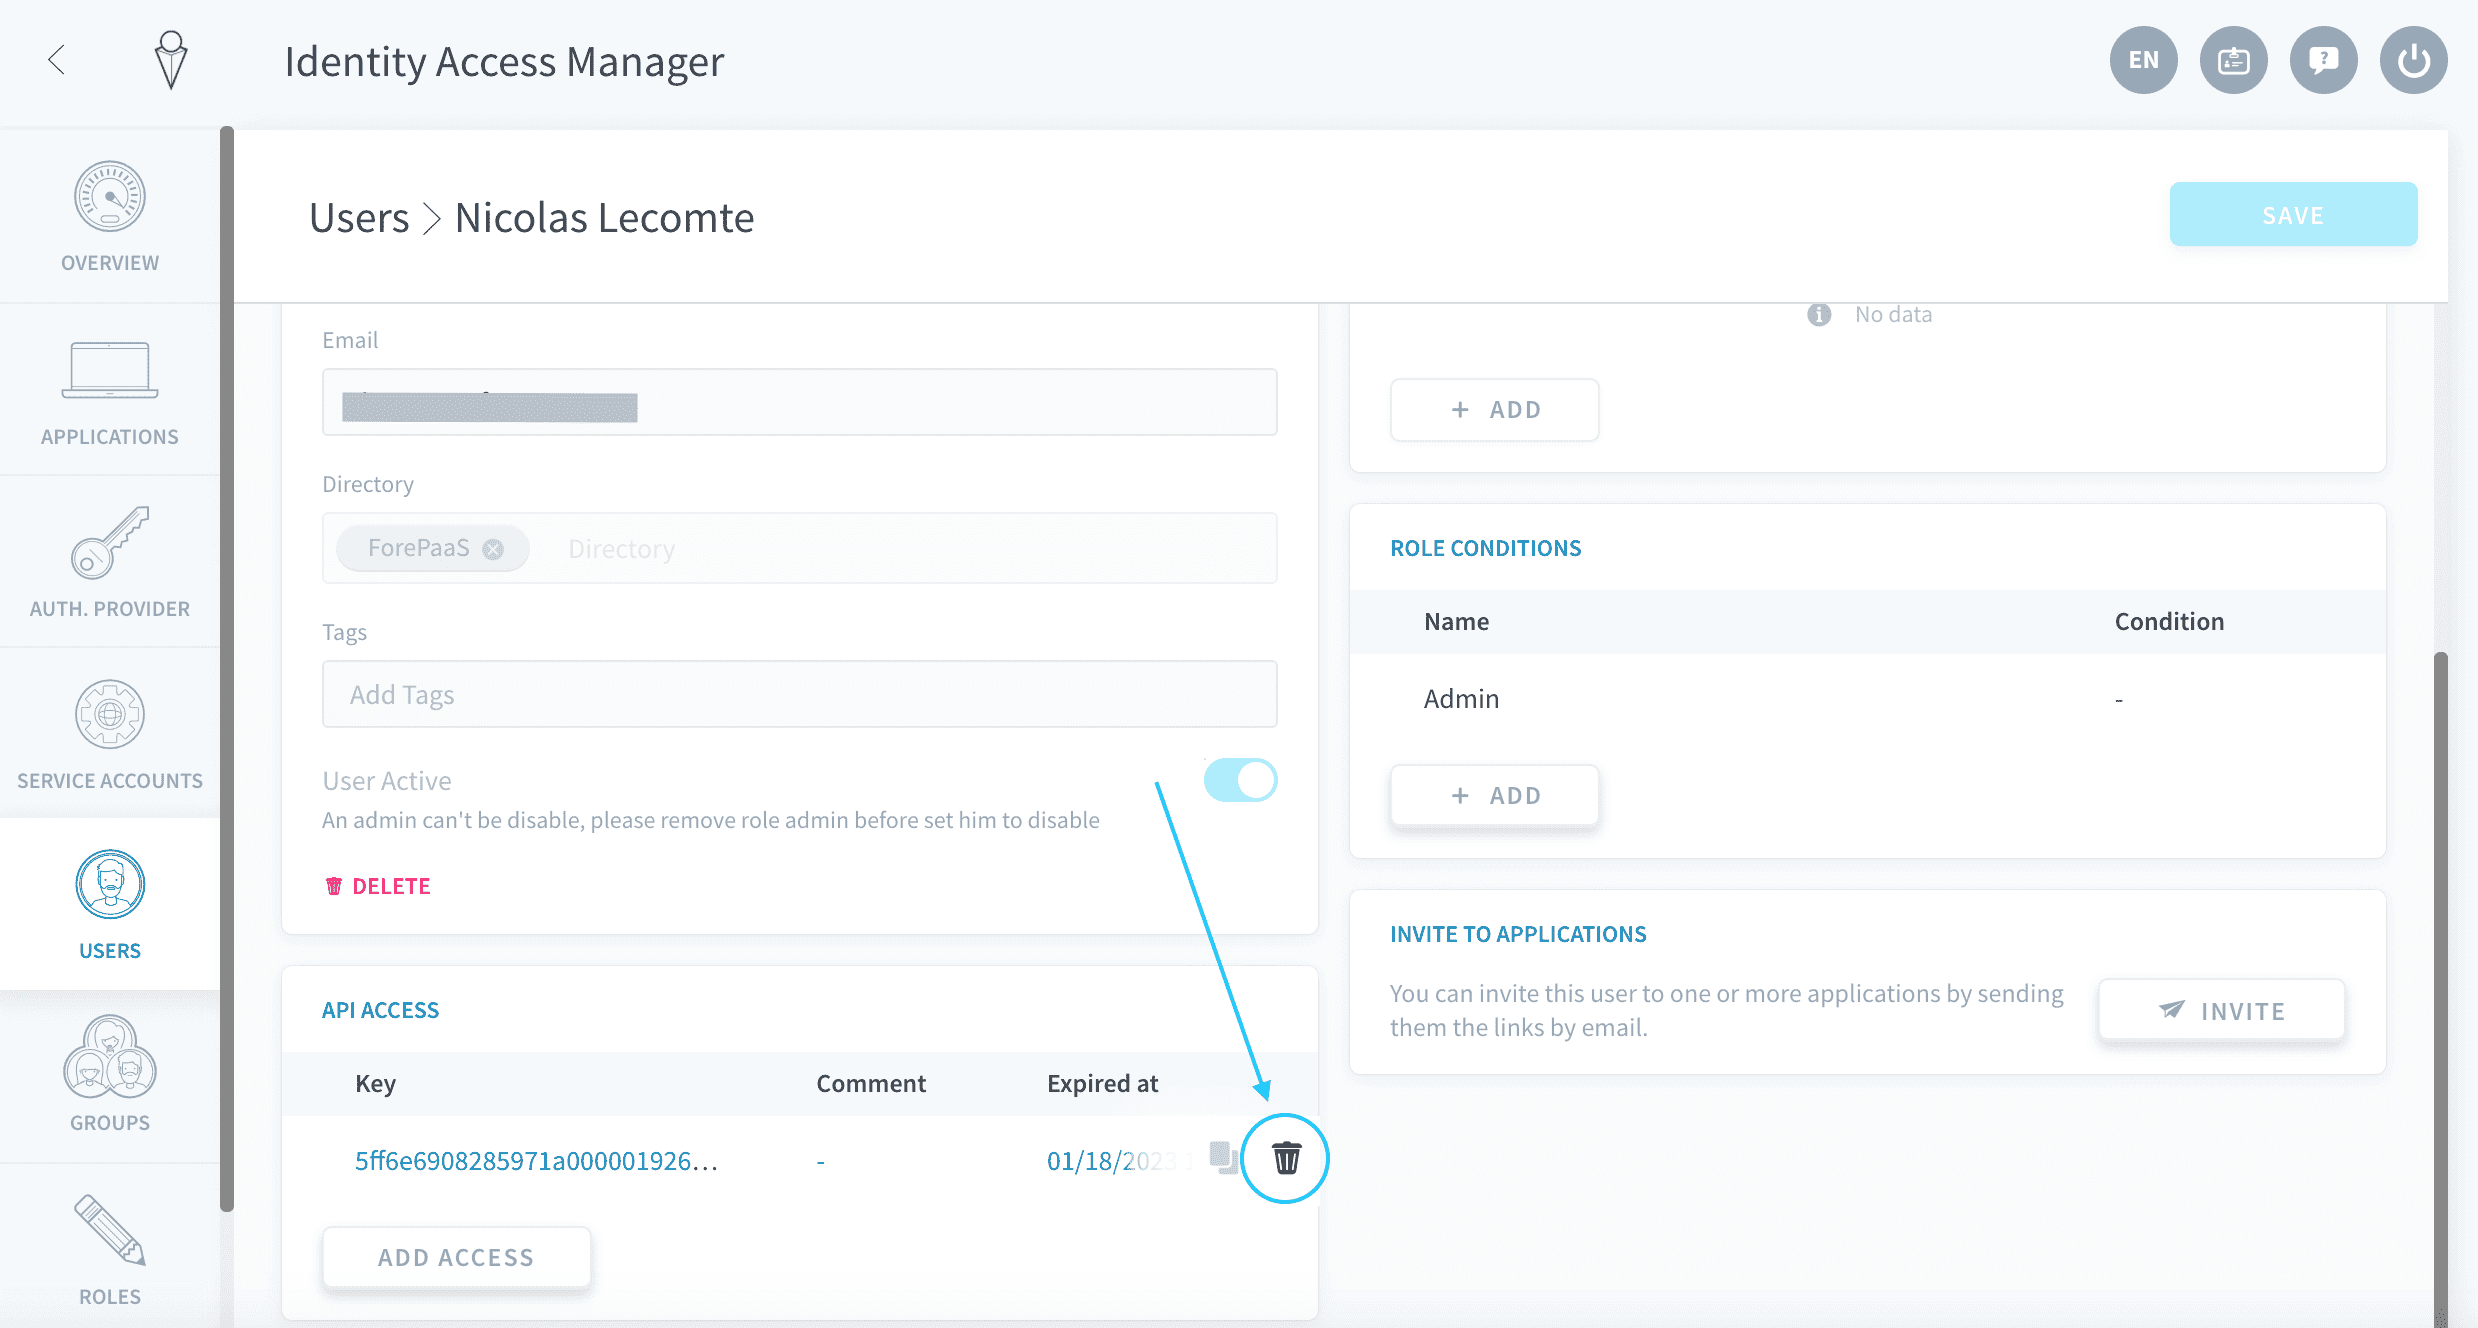 Identity Access Manager
EN
OVERVIEW
APPLICATIONS
AUTH. PROVIDER
SERVICE ACCOUNTS
USERS
GROUPS
ROLES
Users > Nicolas Lecomte
SAVE
Email
Directory
ForePaaS Directory
Tags
Add Tags
User Active
An admin can't be disable, please remove role admin before set him to disable
DELETE
API ACCESS
Key Comment Expired at
5ff6e6908285971a000001926... - 01/18/2023 1
ADD ACCESS
No data
+ ADD
ROLE CONDITIONS
Name Condition
Admin -
+ ADD
INVITE TO APPLICATIONS
You can invite this user to one or more applications by sending
them the links by email.
INVITE